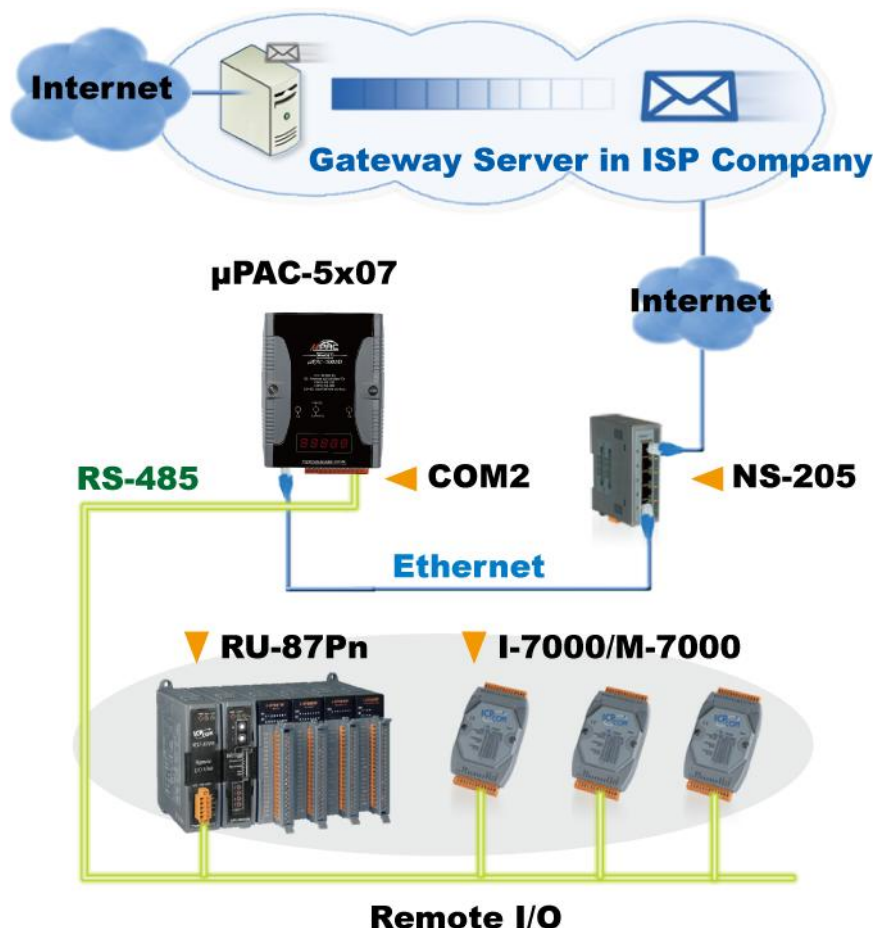 Internet
Gateway Server in ISP Company
µPAC-5x07
Internet
RS-485
COM2
NS-205
Ethernet
RU-87Pn
I-7000/M-7000
Remote I/O